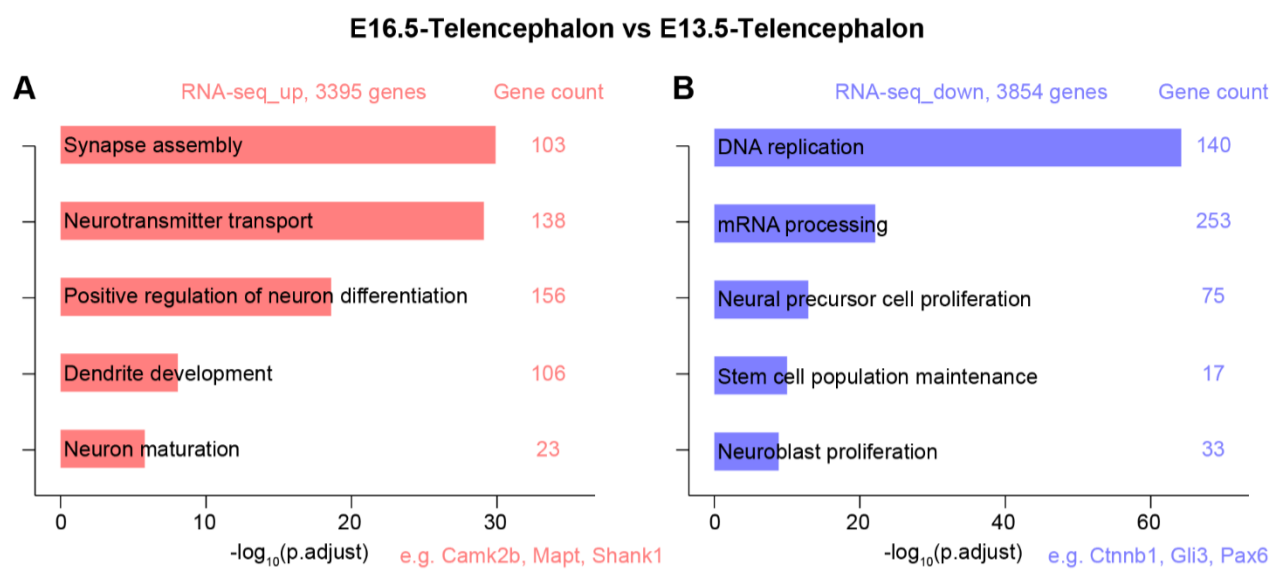 E16.5-Telencephalon vs E13.5-Telencephalon
A
RNA-seq_up, 3395 genes
Gene count
Synapse assembly
103
Neurotransmitter transport
138
Positive regulation of neuron differentiation
156
Dendrite development
106
Neuron maturation
23
0 10 20 30
-log10(p.adjust)
e.g. Camk2b, Mapt, Shank1
B
RNA-seq_down, 3854 genes
Gene count
DNA replication
140
mRNA processing
253
Neural precursor cell proliferation
75
Stem cell population maintenance
17
Neuroblast proliferation
33
0 20 40 60
-log10(p.adjust)
e.g. Ctnnb1, Gli3, Pax6